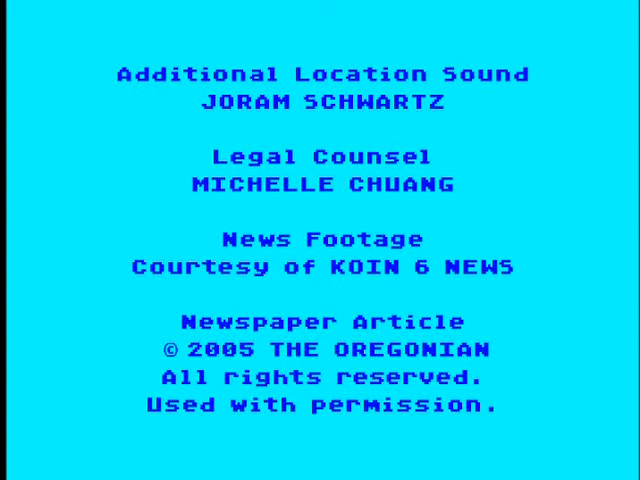 Additional Location Sound
JORAM SCHWARTZ
Legal Counsel
MICHELLE CHUANG
News Footage
Courtesy of KOIN 6 NEWS
Newspaper Article
© 2005 THE OREGONIAN
All rights reserved.
Used with permission.